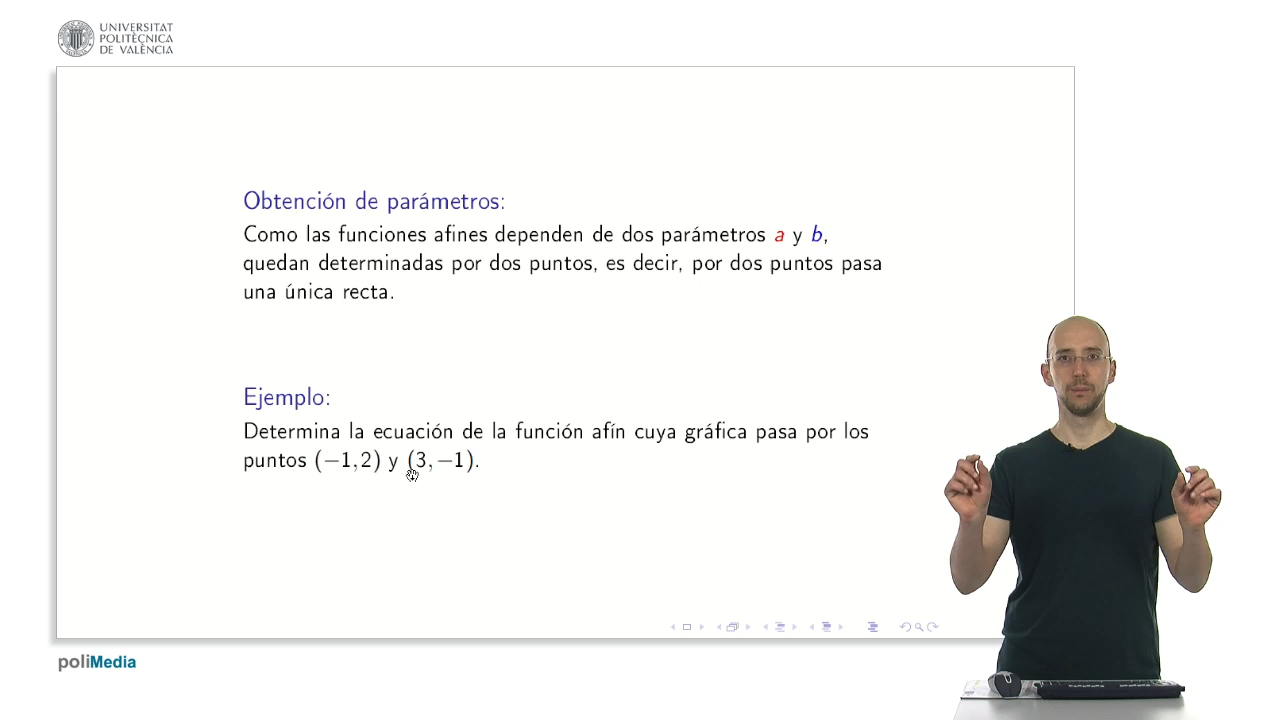 UNIVERSITAT
POLITÈCNICA
DE VALÈNCIA
Obtención de parámetros:
Como las funciones afines dependen de dos parámetros a y b,
quedan determinadas por dos puntos, es decir, por dos puntos pasa
una única recta.
Ejemplo:
Determina la ecuación de la función afín cuya gráfica pasa por los
puntos (−1, 2) y (3, −1).
poliMedia